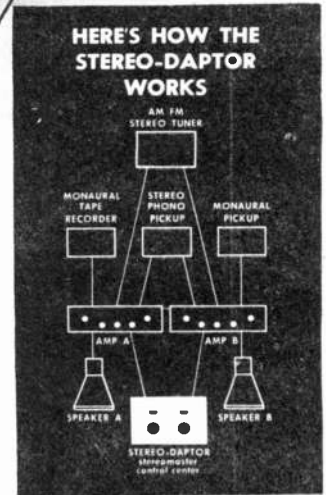 HERE'S HOW THE
STEREO-DAPTOR
WORKS
AM FM
STEREO TUNER
MONAURAL
TAPE
RECORDER
STEREO
PHONO
PICKUP
MONAURAL
PICKUP
AMP A
AMP B
SPEAKER A
SPEAKER B
STEREO-DAPTOR
stereomaster
control center